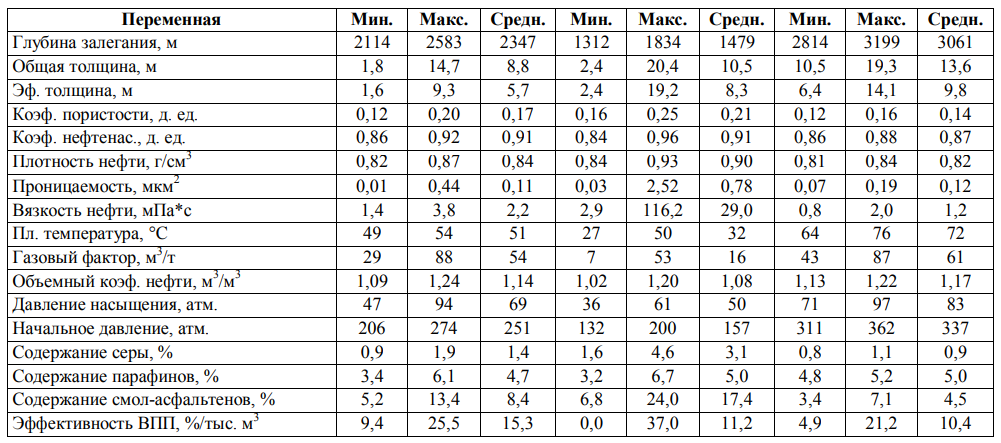 Переменная Мин. Макс. Средн. Мин. Макс. Средн. Мин. Макс. Средн.
Глубина залегания, м 2114 2583 2347 1312 1834 1479 2814 3199 3061
Общая толщина, м 1,8 14,7 8,8 2,4 20,4 10,5 10,5 19,3 13,6
Эф. толщина, м 1,6 9,3 5,7 2,4 19,2 8,3 6,4 14,1 9,8
Коэф. пористости, д. ед. 0,12 0,20 0,17 0,16 0,25 0,21 0,12 0,16 0,14
Коэф. нефтенас., д. ед. 0,86 0,92 0,91 0,84 0,96 0,91 0,86 0,88 0,87
Плотность нефти, г/см³ 0,82 0,87 0,84 0,84 0,93 0,90 0,81 0,84 0,82
Проницаемость, мкм² 0,01 0,44 0,11 0,03 2,52 0,78 0,07 0,19 0,12
Вязкость нефти, мПа*с 1,4 3,8 2,2 2,9 116,2 29,0 0,8 2,0 1,2
Пл. температура, °С 49 54 51 27 50 32 64 76 72
Газовый фактор, м³/т 29 88 54 7 53 16 43 87 61
Объемный коэф. нефти, м³/м³ 1,09 1,24 1,14 1,02 1,20 1,08 1,13 1,22 1,17
Давление насыщения, атм. 47 94 69 36 61 50 71 97 83
Начальное давление, атм. 206 274 251 132 200 157 311 362 337
Содержание серы, % 0,9 1,9 1,4 1,6 4,6 3,1 0,8 1,1 0,9
Содержание парафинов, % 3,4 6,1 4,7 3,2 6,7 5,0 4,8 5,2 5,0
Содержание смол-асфальтенов, % 5,2 13,4 8,4 6,8 24,0 17,4 3,4 7,1 4,5
Эффективность ВПП, %/тыс. м³ 9,4 25,5 15,3 0,0 37,0 11,2 4,9 21,2 10,4